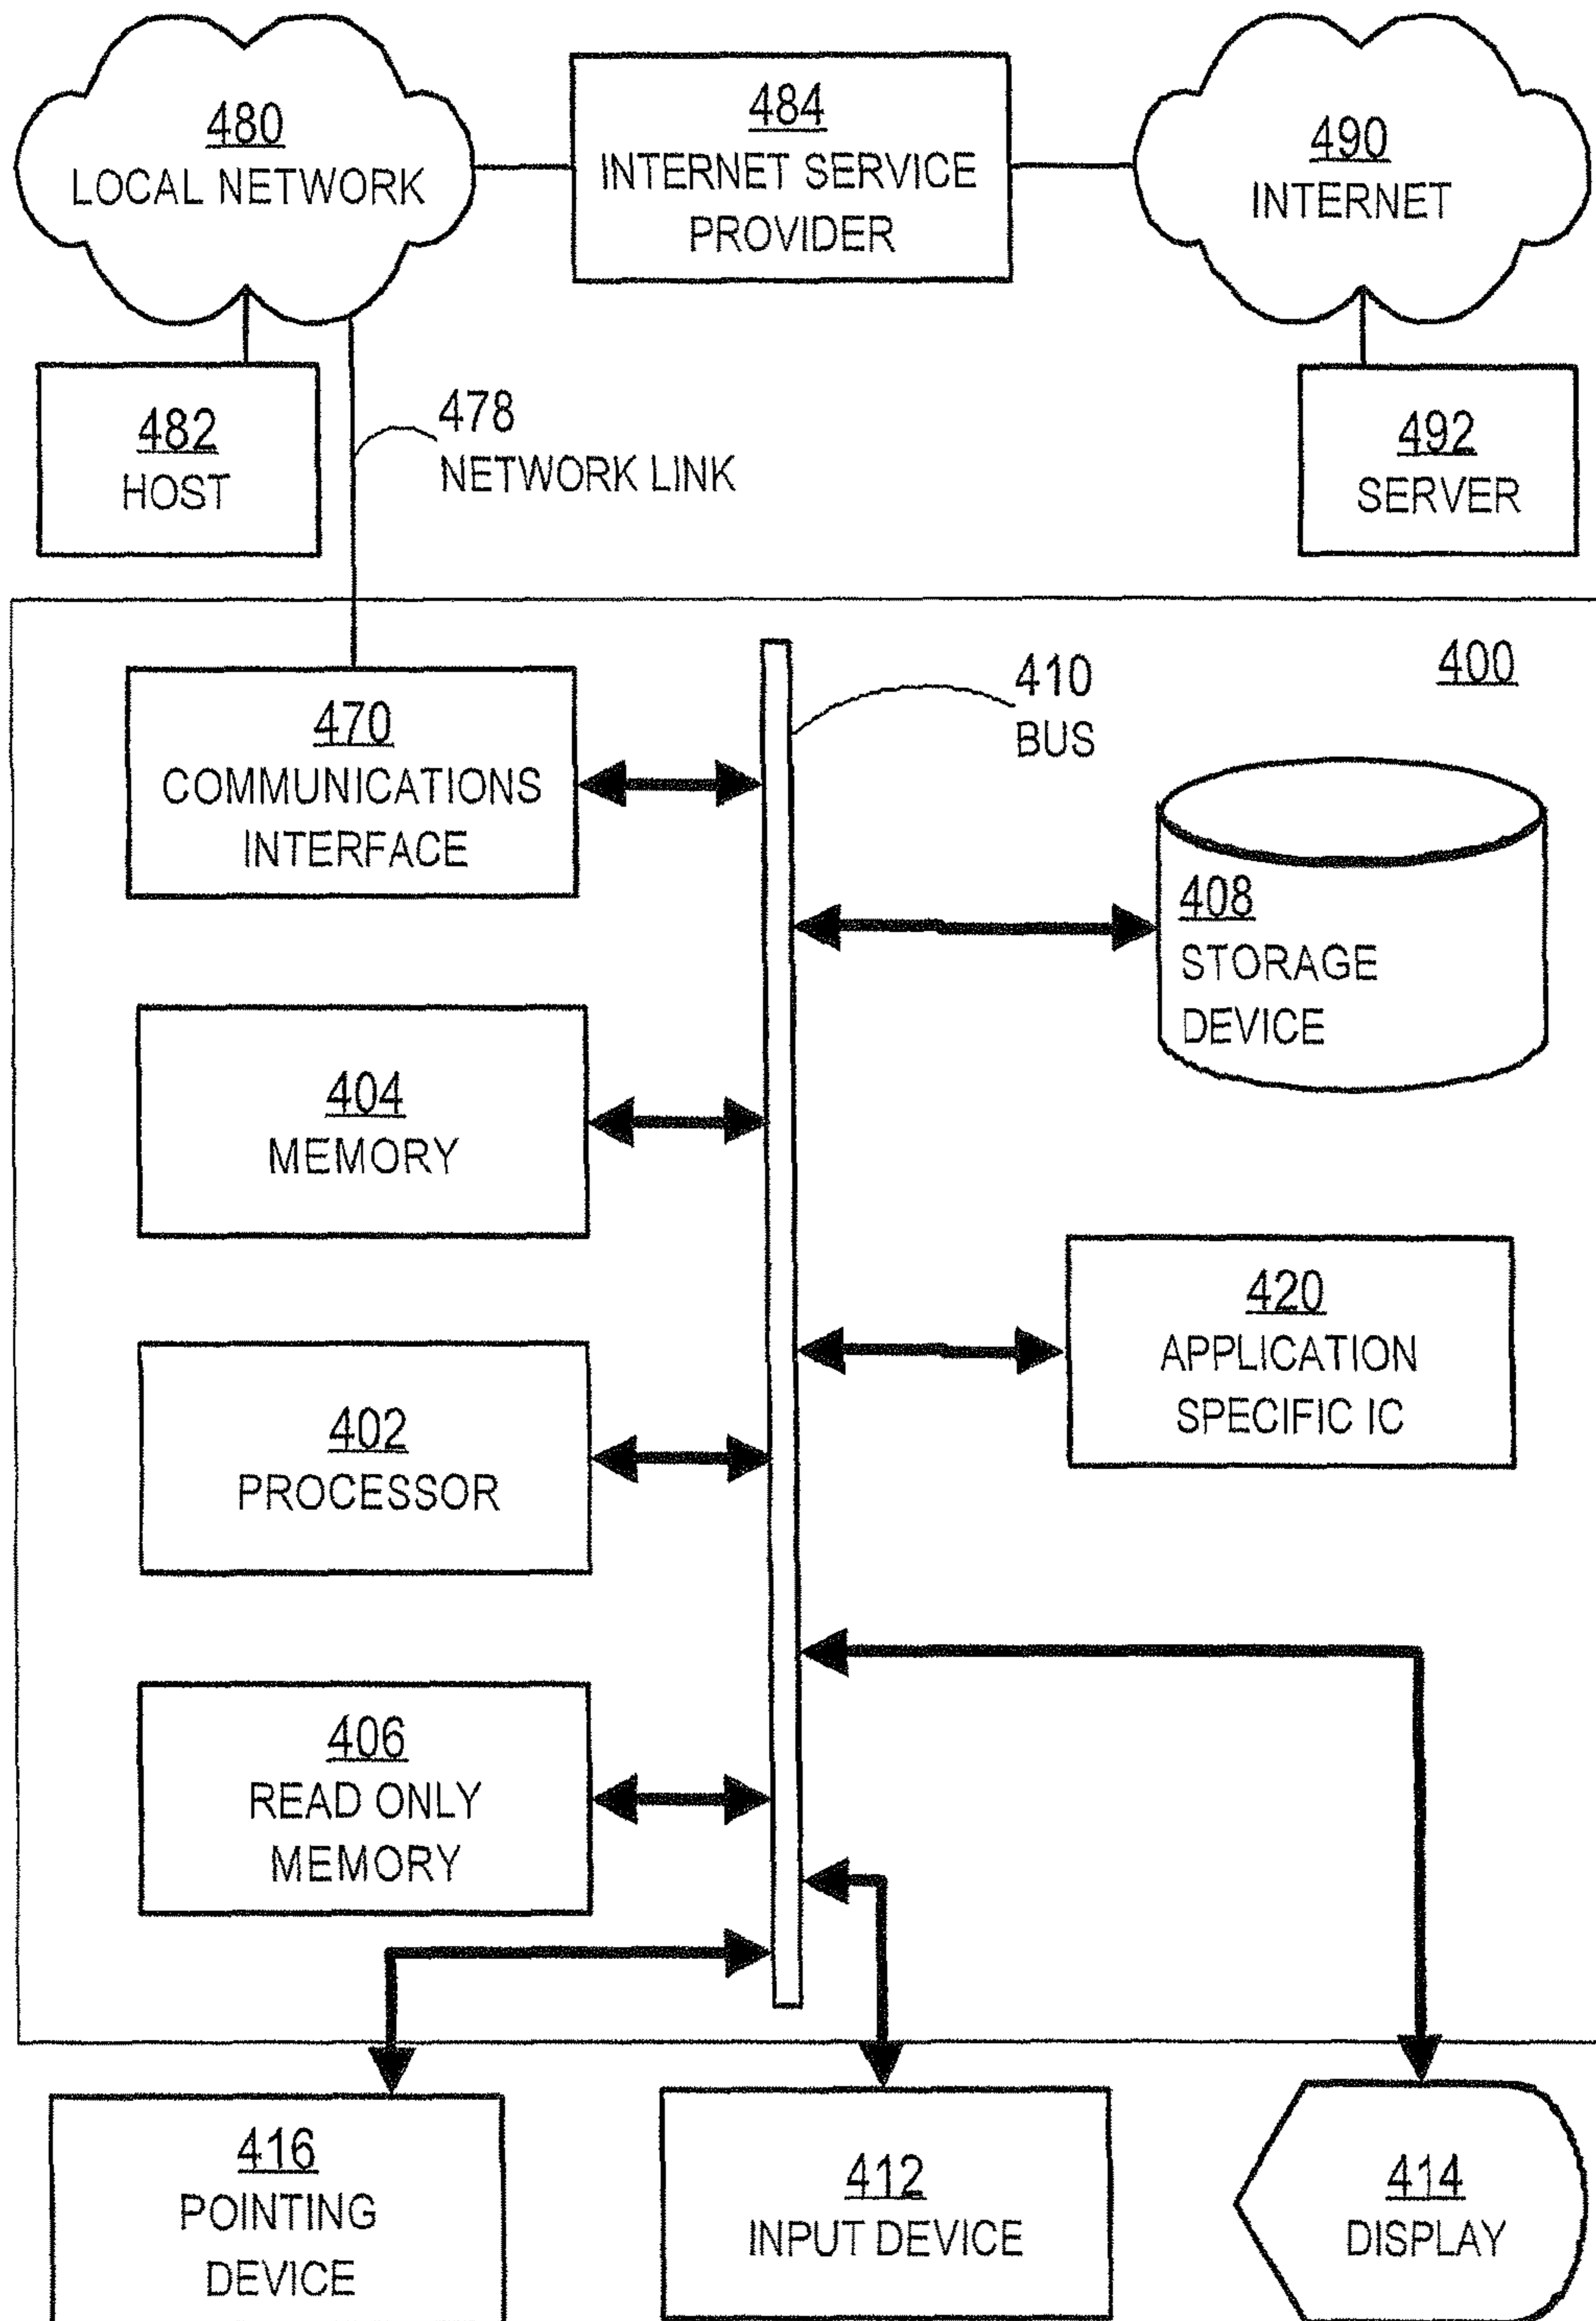 480
LOCAL NETWORK
484
INTERNET SERVICE
PROVIDER
490
INTERNET
482
HOST
478
NETWORK LINK
492
SERVER
400
470
COMMUNICATIONS
INTERFACE
410
BUS
408
STORAGE
DEVICE
404
MEMORY
420
APPLICATION
SPECIFIC IC
402
PROCESSOR
406
READ ONLY
MEMORY
416
POINTING
DEVICE
412
INPUT DEVICE
414
DISPLAY